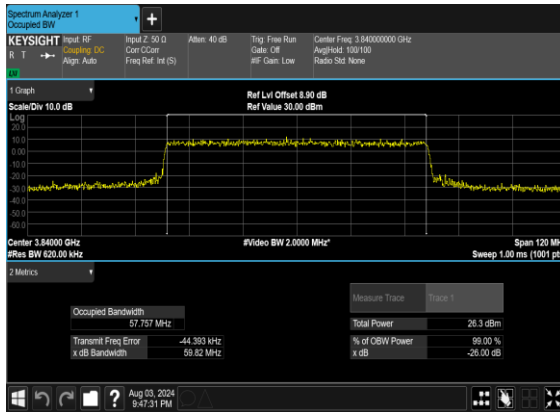 Spectrum Analyzer 1
Occupied BW
+
KEYSIGHT
R T
LXI
Input: RF
Coupling: DC
Align: Auto
Input Z: 50 Ω
Corr CCorr
Freq Ref: Int (S)
Atten: 40 dB
Trig: Free Run
Gate: Off
#IF Gain: Low
Center Freq: 3.840000000 GHz
Avg|Hold: 100/100
Radio Std: None
1 Graph
Scale/Div 10.0 dB
Ref Lvl Offset 8.90 dB
Ref Value 30.00 dBm
Log
20.0
10.0
0.00
-10.0
-20.0
-30.0
-40.0
-50.0
-60.0
Center 3.84000 GHz
#Res BW 620.00 kHz
#Video BW 2.0000 MHz*
Span 120 MH
Sweep 1.00 ms (1001 pt
2 Metrics
Measure Trace
Trace 1
Occupied Bandwidth
57.757 MHz
Total Power
26.3 dBm
Transmit Freq Error
-44.393 kHz
% of OBW Power
99.00 %
x dB Bandwidth
59.82 MHz
x dB
-26.00 dB
?
Aug 03, 2024
9:47:31 PM